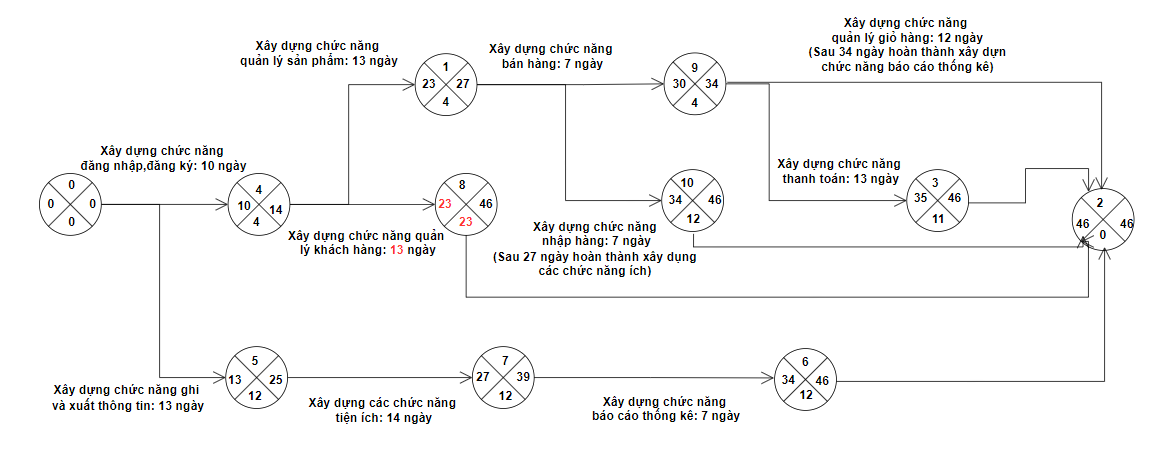 Xây dựng chức năng
quản lý giỏ hàng: 12 ngày
(Sau 34 ngày hoàn thành xây dựn
chức năng báo cáo thống kê)
Xây dựng chức năng
quản lý sản phẩm: 13 ngày
Xây dựng chức năng
bán hàng: 7 ngày
1
23
27
4
9
30
34
4
Xây dựng chức năng
đăng nhập,đăng ký: 10 ngày
Xây dựng chức năng
thanh toán: 13 ngày
0
0
0
0
4
10
14
4
8
23
46
23
10
34
46
12
3
35
46
11
2
46
46
0
Xây dựng chức năng quản
lý khách hàng: 13 ngày
Xây dựng chức năng
nhập hàng: 7 ngày
(Sau 27 ngày hoàn thành xây dụng
các chức năng ích)
5
13
25
12
7
27
39
12
6
34
46
12
Xây dựng chức năng ghi
và xuất thông tin: 13 ngày
Xây dựng các chức năng
tiện ích: 14 ngày
Xây dựng chức năng
báo cáo thống kê: 7 ngày